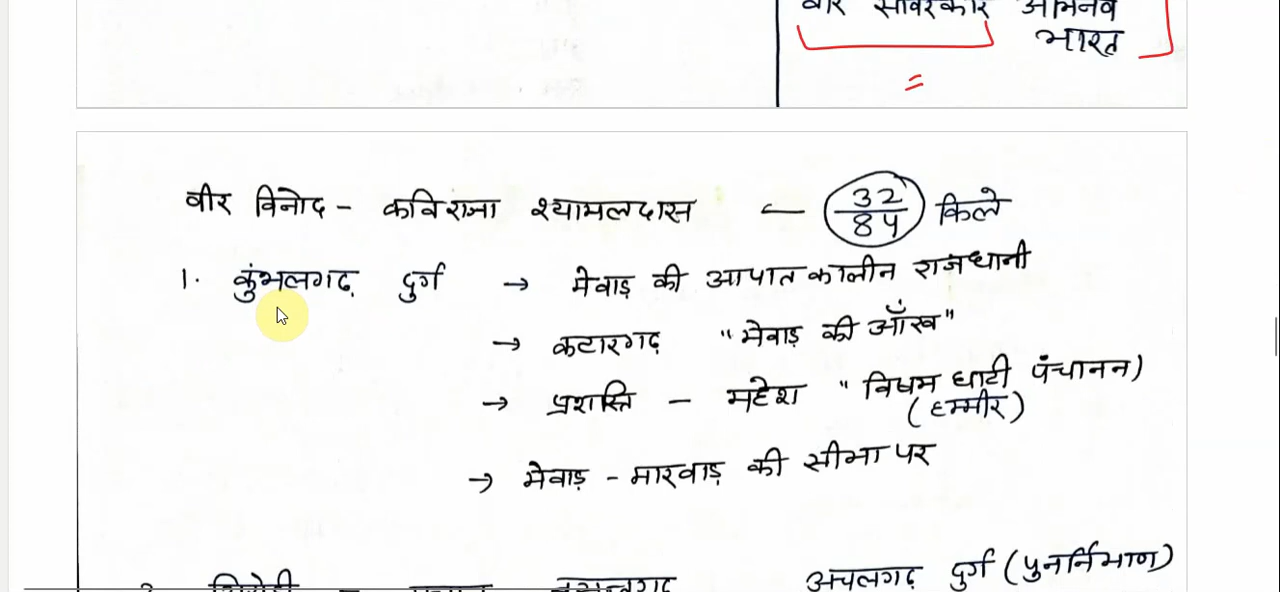 वीर सावरकर अभिनव
भारत
वीर विनोद - कविराजा श्यामलदास ← 32/84 किले
1. कुंभलगढ़ दुर्ग → मेवाड़ की आपातकालीन राजधानी
→ कटारगढ़ "मेवाड़ की आँख"
→ प्रशस्ति - महेश "विषम घाटी पंचानन)
(हम्मीर)
→ मेवाड़ - मारवाड़ की सीमा पर
अचलगढ़ दुर्ग (पुनर्निमाण)